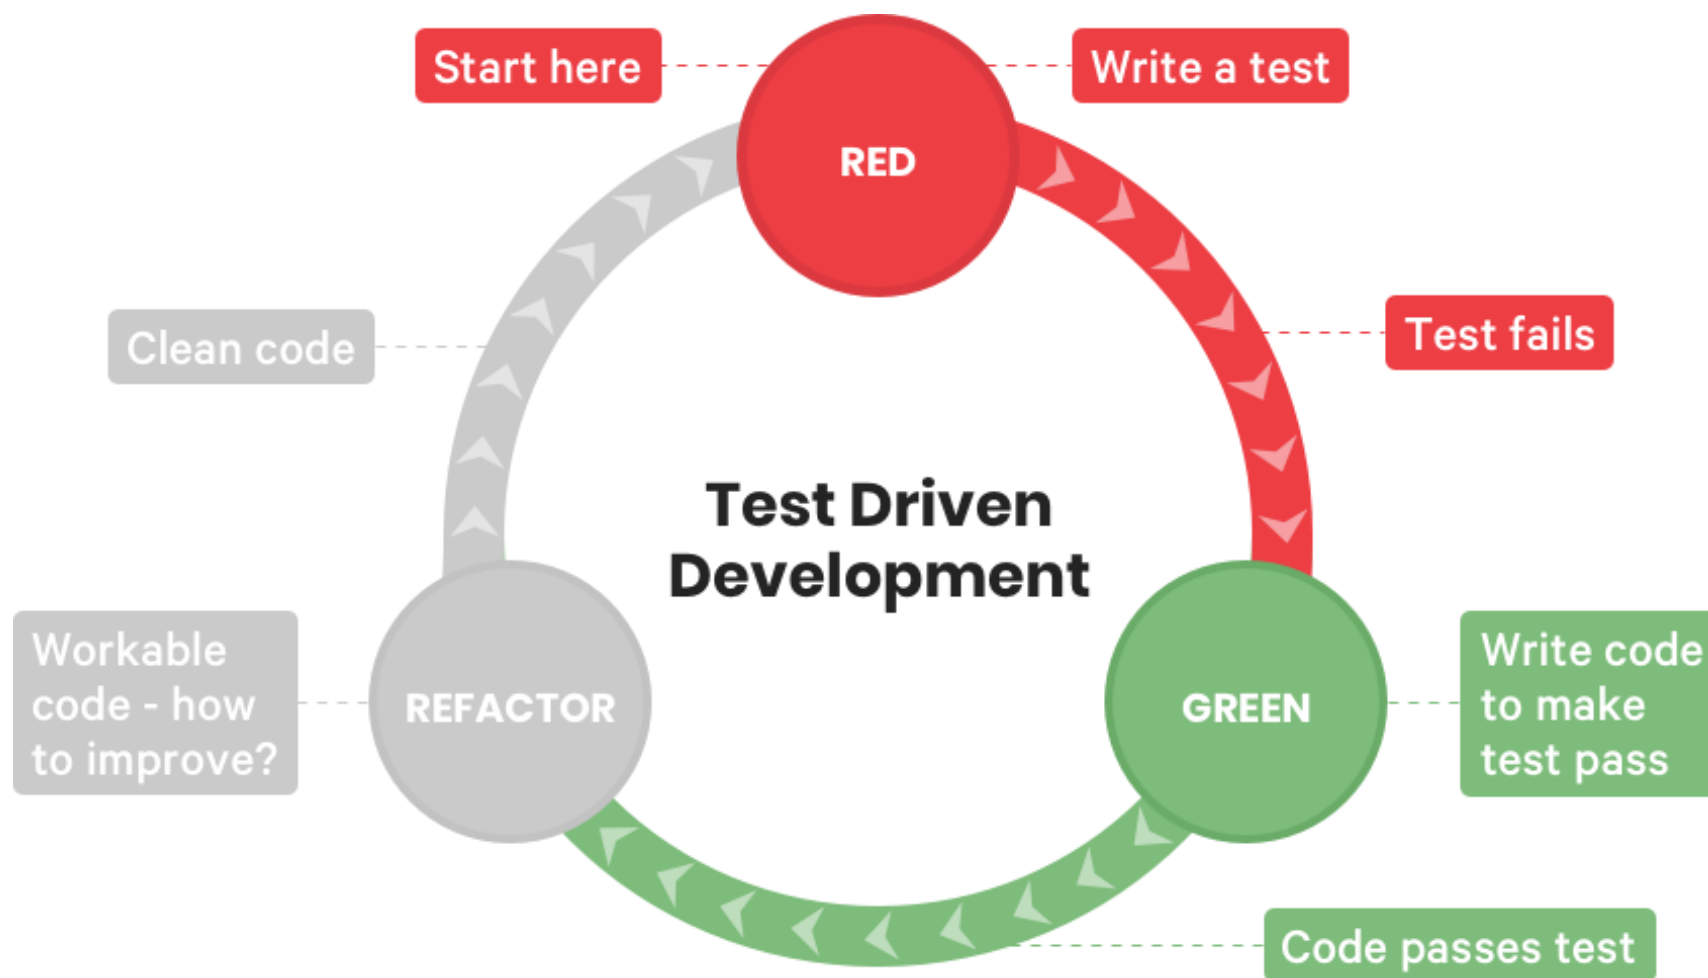 Start here
Write a test
RED
Test fails
Clean code
Test Driven
Development
Workable
code - how
to improve?
REFACTOR
GREEN
Write code
to make
test pass
Code passes test